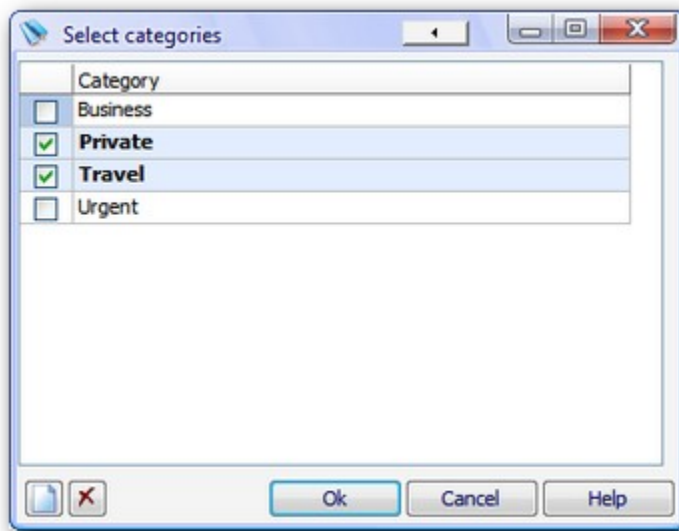 Select categories
Category
Business
Private
Travel
Urgent
Ok Cancel Help